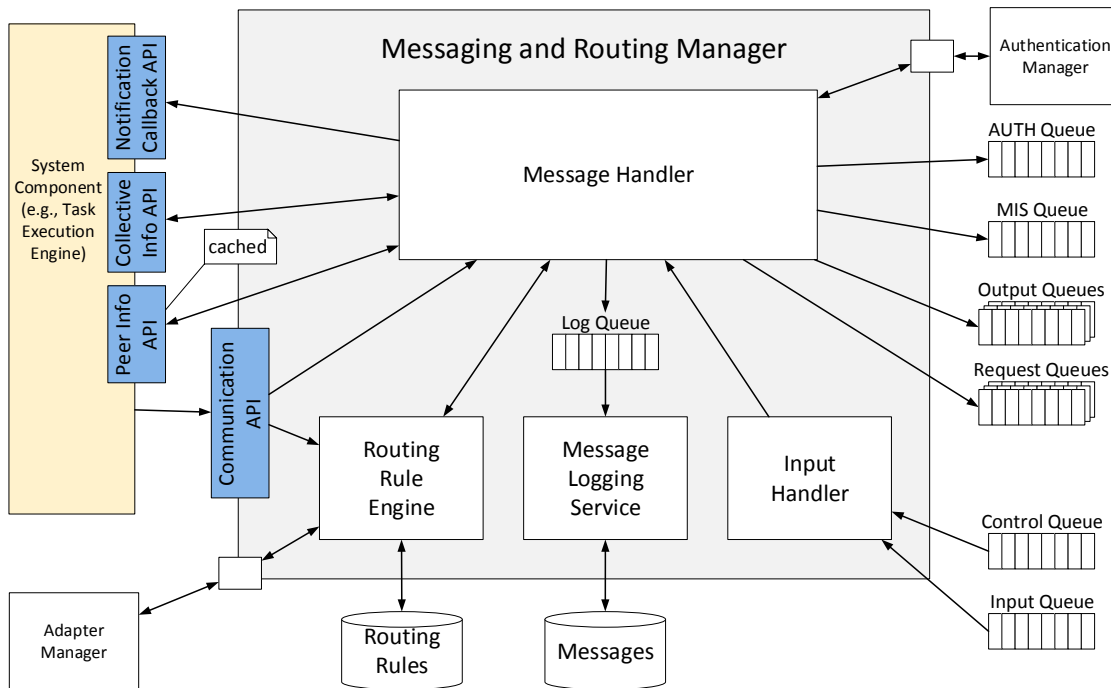 Messaging and Routing Manager
Authentication
Manager
Notification
Callback API
System
Component
(e.g., Task
Execution
Engine)
Collective
Info API
cached
Peer Info
API
Communication
API
Message Handler
AUTH Queue
MIS Queue
Output Queues
Request Queues
Log Queue
Routing
Rule
Engine
Message
Logging
Service
Input
Handler
Control Queue
Input Queue
Adapter
Manager
Routing
Rules
Messages